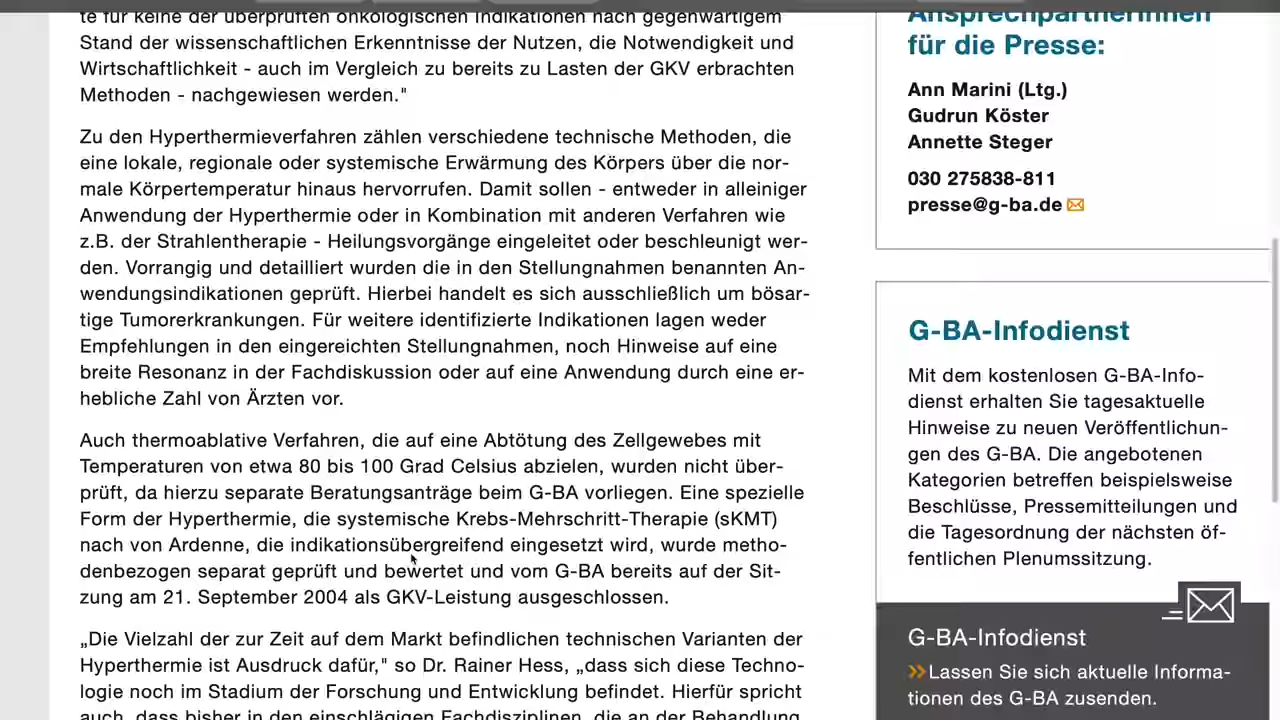 te für keine der überprüften onkologischen Indikationen nach gegenwärtigem
Stand der wissenschaftlichen Erkenntnisse der Nutzen, die Notwendigkeit und
Wirtschaftlichkeit - auch im Vergleich zu bereits zu Lasten der GKV erbrachten
Methoden - nachgewiesen werden."
Zu den Hyperthermieverfahren zählen verschiedene technische Methoden, die
eine lokale, regionale oder systemische Erwärmung des Körpers über die nor-
male Körpertemperatur hinaus hervorrufen. Damit sollen - entweder in alleiniger
Anwendung der Hyperthermie oder in Kombination mit anderen Verfahren wie
z.B. der Strahlentherapie - Heilungsvorgänge eingeleitet oder beschleunigt wer-
den. Vorrangig und detailliert wurden die in den Stellungnahmen benannten An-
wendungsindikationen geprüft. Hierbei handelt es sich ausschließlich um bösar-
tige Tumorerkrankungen. Für weitere identifizierte Indikationen lagen weder
Empfehlungen in den eingereichten Stellungnahmen, noch Hinweise auf eine
breite Resonanz in der Fachdiskussion oder auf eine Anwendung durch eine er-
hebliche Zahl von Ärzten vor.
Auch thermoablative Verfahren, die auf eine Abtötung des Zellgewebes mit
Temperaturen von etwa 80 bis 100 Grad Celsius abzielen, wurden nicht über-
prüft, da hierzu separate Beratungsanträge beim G-BA vorliegen. Eine spezielle
Form der Hyperthermie, die systemische Krebs-Mehrschritt-Therapie (sKMT)
nach von Ardenne, die indikationsübergreifend eingesetzt wird, wurde metho-
denbezogen separat geprüft und bewertet und vom G-BA bereits auf der Sit-
zung am 21. September 2004 als GKV-Leistung ausgeschlossen.
„Die Vielzahl der zur Zeit auf dem Markt befindlichen technischen Varianten der
Hyperthermie ist Ausdruck dafür," so Dr. Rainer Hess, „dass sich diese Techno-
logie noch im Stadium der Forschung und Entwicklung befindet. Hierfür spricht
auch, dass bisher in den einschlägigen Fachdisziplinen, die an der Behandlung
AnsprechpartnerInnen
für die Presse:
Ann Marini (Ltg.)
Gudrun Köster
Annette Steger
030 275838-811
presse@g-ba.de
G-BA-Infodienst
Mit dem kostenlosen G-BA-Info-
dienst erhalten Sie tagesaktuelle
Hinweise zu neuen Veröffentlichun-
gen des G-BA. Die angebotenen
Kategorien betreffen beispielsweise
Beschlüsse, Pressemitteilungen und
die Tagesordnung der nächsten öf-
fentlichen Plenumssitzung.
G-BA-Infodienst
Lassen Sie sich aktuelle Informa-
tionen des G-BA zusenden.